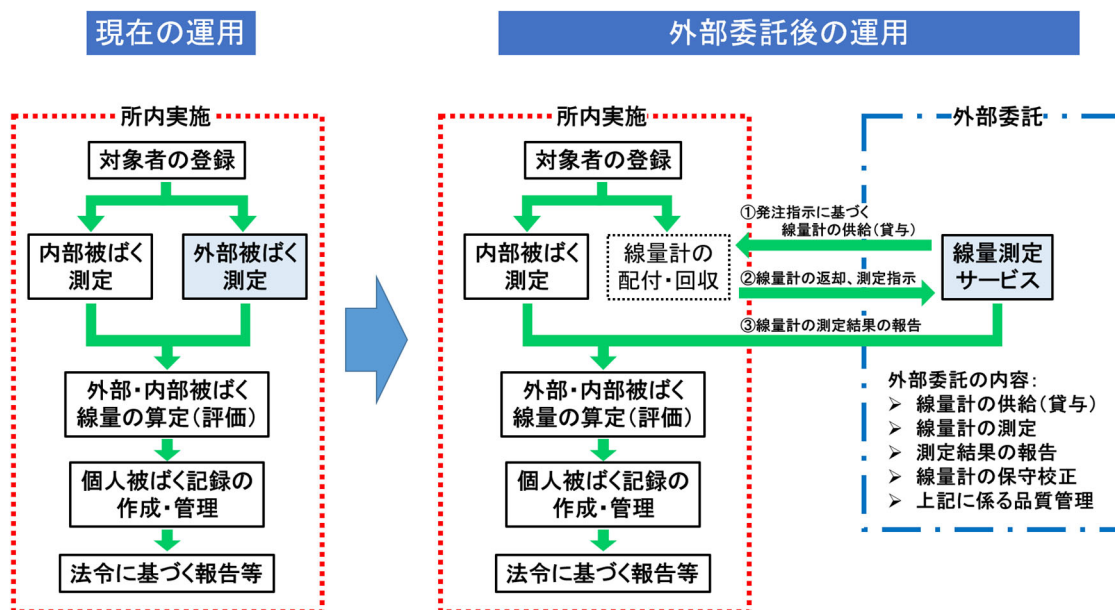 現在の運用
外部委託後の運用
所内実施
対象者の登録
内部被ばく
測定
外部被ばく
測定
外部・内部被ばく
線量の算定(評価)
個人被ばく記録の
作成・管理
法令に基づく報告等
所内実施
対象者の登録
内部被ばく
測定
線量計の
配付・回収
外部・内部被ばく
線量の算定(評価)
個人被ばく記録の
作成・管理
法令に基づく報告等
①発注指示に基づく
線量計の供給(貸与)
②線量計の返却、測定指示
③線量計の測定結果の報告
外部委託
線量測定
サービス
外部委託の内容:
➢ 線量計の供給(貸与)
➢ 線量計の測定
➢ 測定結果の報告
➢ 線量計の保守校正
➢ 上記に係る品質管理